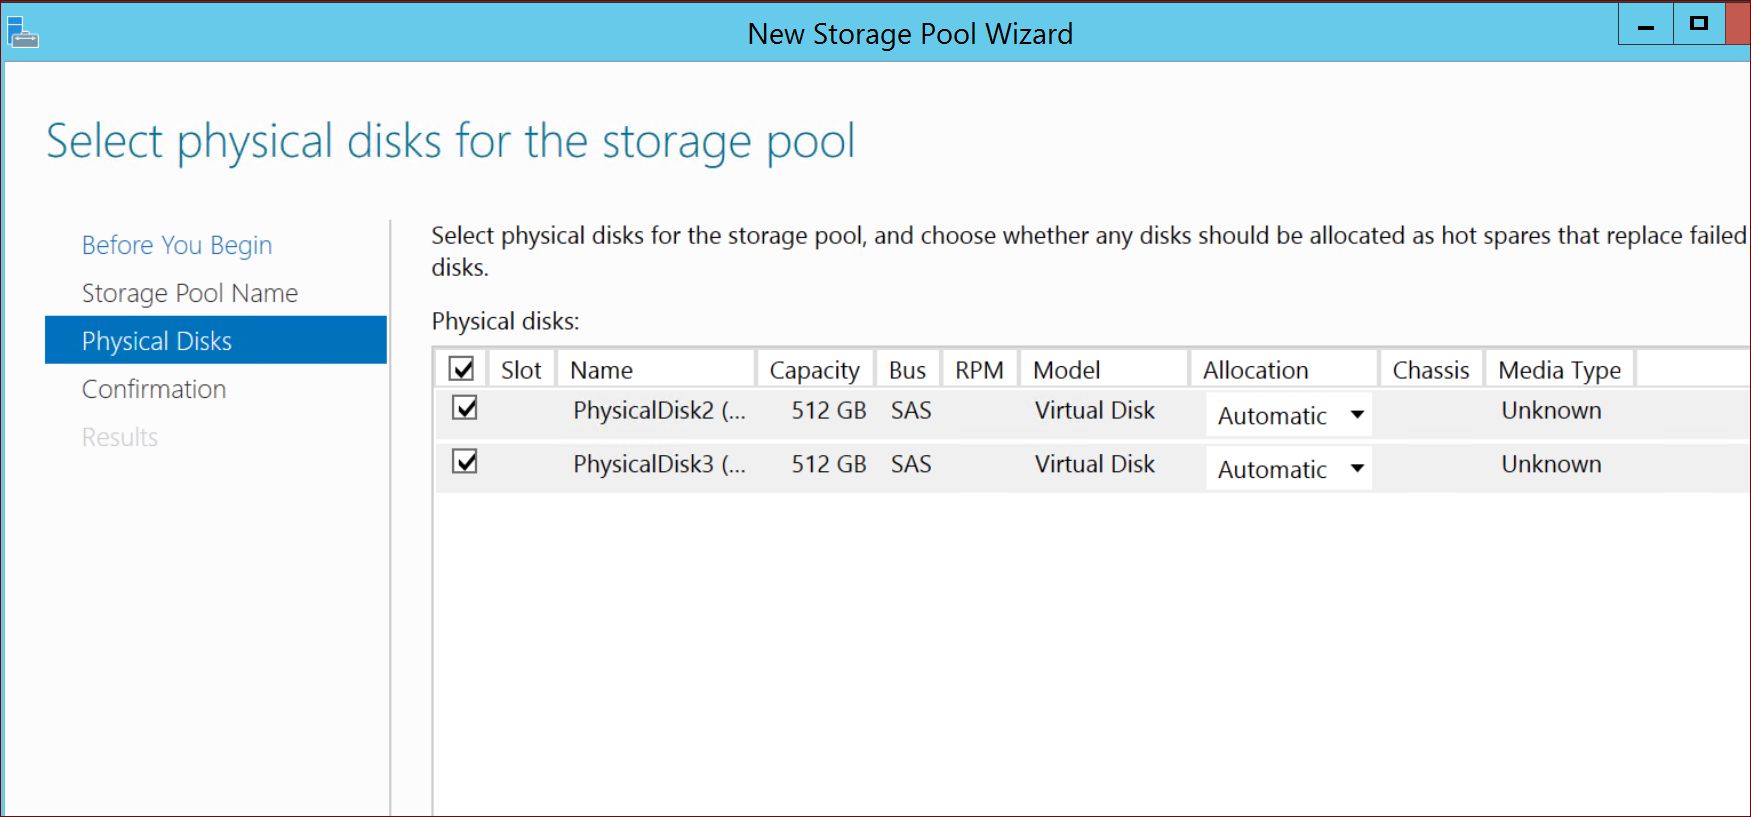 New Storage Pool Wizard
Select physical disks for the storage pool
Before You Begin
Storage Pool Name
Physical Disks
Confirmation
Results
Select physical disks for the storage pool, and choose whether any disks should be allocated as hot spares that replace failed
disks.
Physical disks:
Slot Name Capacity Bus RPM Model Allocation Chassis Media Type
PhysicalDisk2 (... 512 GB SAS Virtual Disk Automatic Unknown
PhysicalDisk3 (... 512 GB SAS Virtual Disk Automatic Unknown